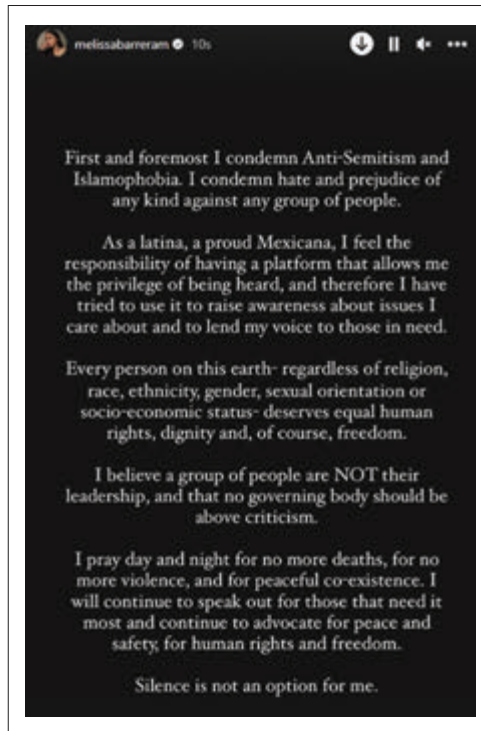 melissabarreram 10s
First and foremost I condemn Anti-Semitism and
Islamophobia. I condemn hate and prejudice of
any kind against any group of people.
As a latina, a proud Mexicana, I feel the
responsibility of having a platform that allows me
the privilege of being heard, and therefore I have
tried to use it to raise awareness about issues I
care about and to lend my voice to those in need.
Every person on this earth- regardless of religion,
race, ethnicity, gender, sexual orientation or
socio-economic status- deserves equal human
rights, dignity and, of course, freedom.
I believe a group of people are NOT their
leadership, and that no governing body should be
above criticism.
I pray day and night for no more deaths, for no
more violence, and for peaceful co-existence. I
will continue to speak out for those that need it
most and continue to advocate for peace and
safety, for human rights and freedom.
Silence is not an option for me.